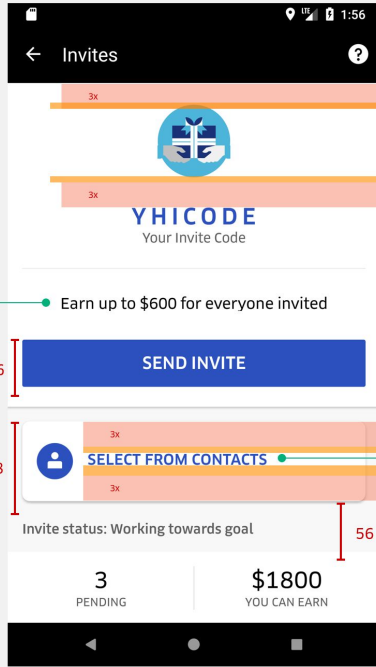 1:56
Invites
3x
3x
YHICODE
Your Invite Code
Earn up to $600 for everyone invited
SEND INVITE
3x
SELECT FROM CONTACTS
3x
Invite status: Working towards goal
56
3
PENDING
$1800
YOU CAN EARN